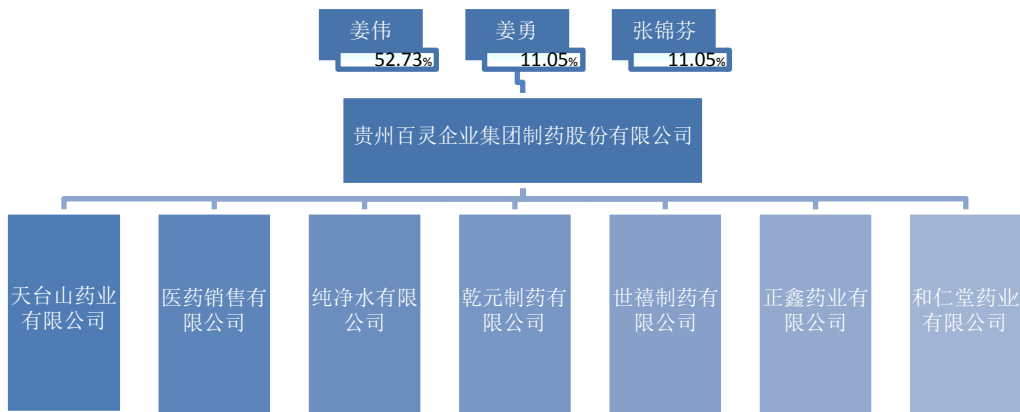 姜伟
52.73%
姜勇
11.05%
张锦芬
11.05%
贵州百灵企业集团制药股份有限公司
天台山药业
有限公司
医药销售有
限公司
纯净水有限
公司
乾元制药有
限公司
世禧制药有
限公司
正鑫药业有
限公司
和仁堂药业
有限公司